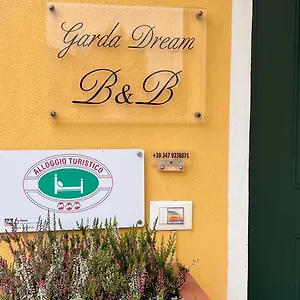 Garda Dream
B&B
ALLOGGIO TURISTICO
+39 347 9238071